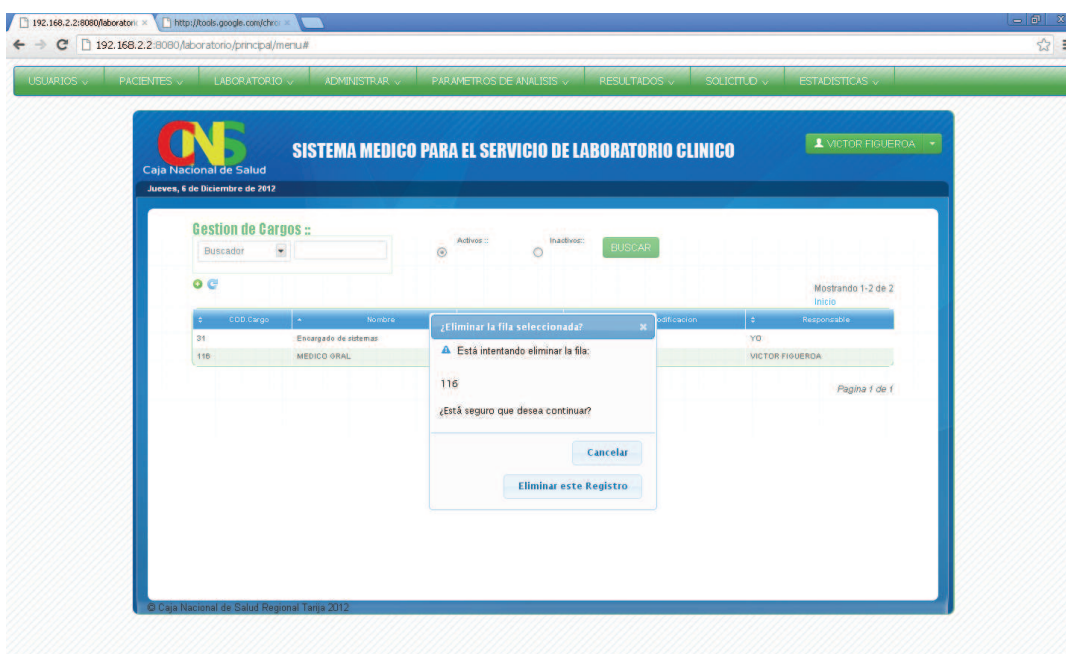 192.168.2.2:8080/laboratori
http://tools.google.com/chro
192.168.2.2:8080/laboratorio/principal/menu#
USUARIOS PACIENTES LABORATORIO ADMINISTRAR PARAMETROS DE ANALISIS RESULTADOS SOLICITUD ESTADISTICAS
CNS
Caja Nacional de Salud
SISTEMA MEDICO PARA EL SERVICIO DE LABORATORIO CLINICO
VICTOR FIGUEROA
Jueves, 6 de Diciembre de 2012
Gestion de Cargos ::
Buscador
Activos :: Inactivos:: BUSCAR
Mostrando 1-2 de 2
Inicio
COD.Cargo Nombre odificacion Responsable
31 Encargado de sistemas YO
116 MEDICO GRAL VICTOR FIGUEROA
Pagina 1 de 1
¿Eliminar la fila seleccionada?
Está intentando eliminar la fila:
116
¿Está seguro que desea continuar?
Cancelar
Eliminar este Registro
© Caja Nacional de Salud Regional Tarija 2012